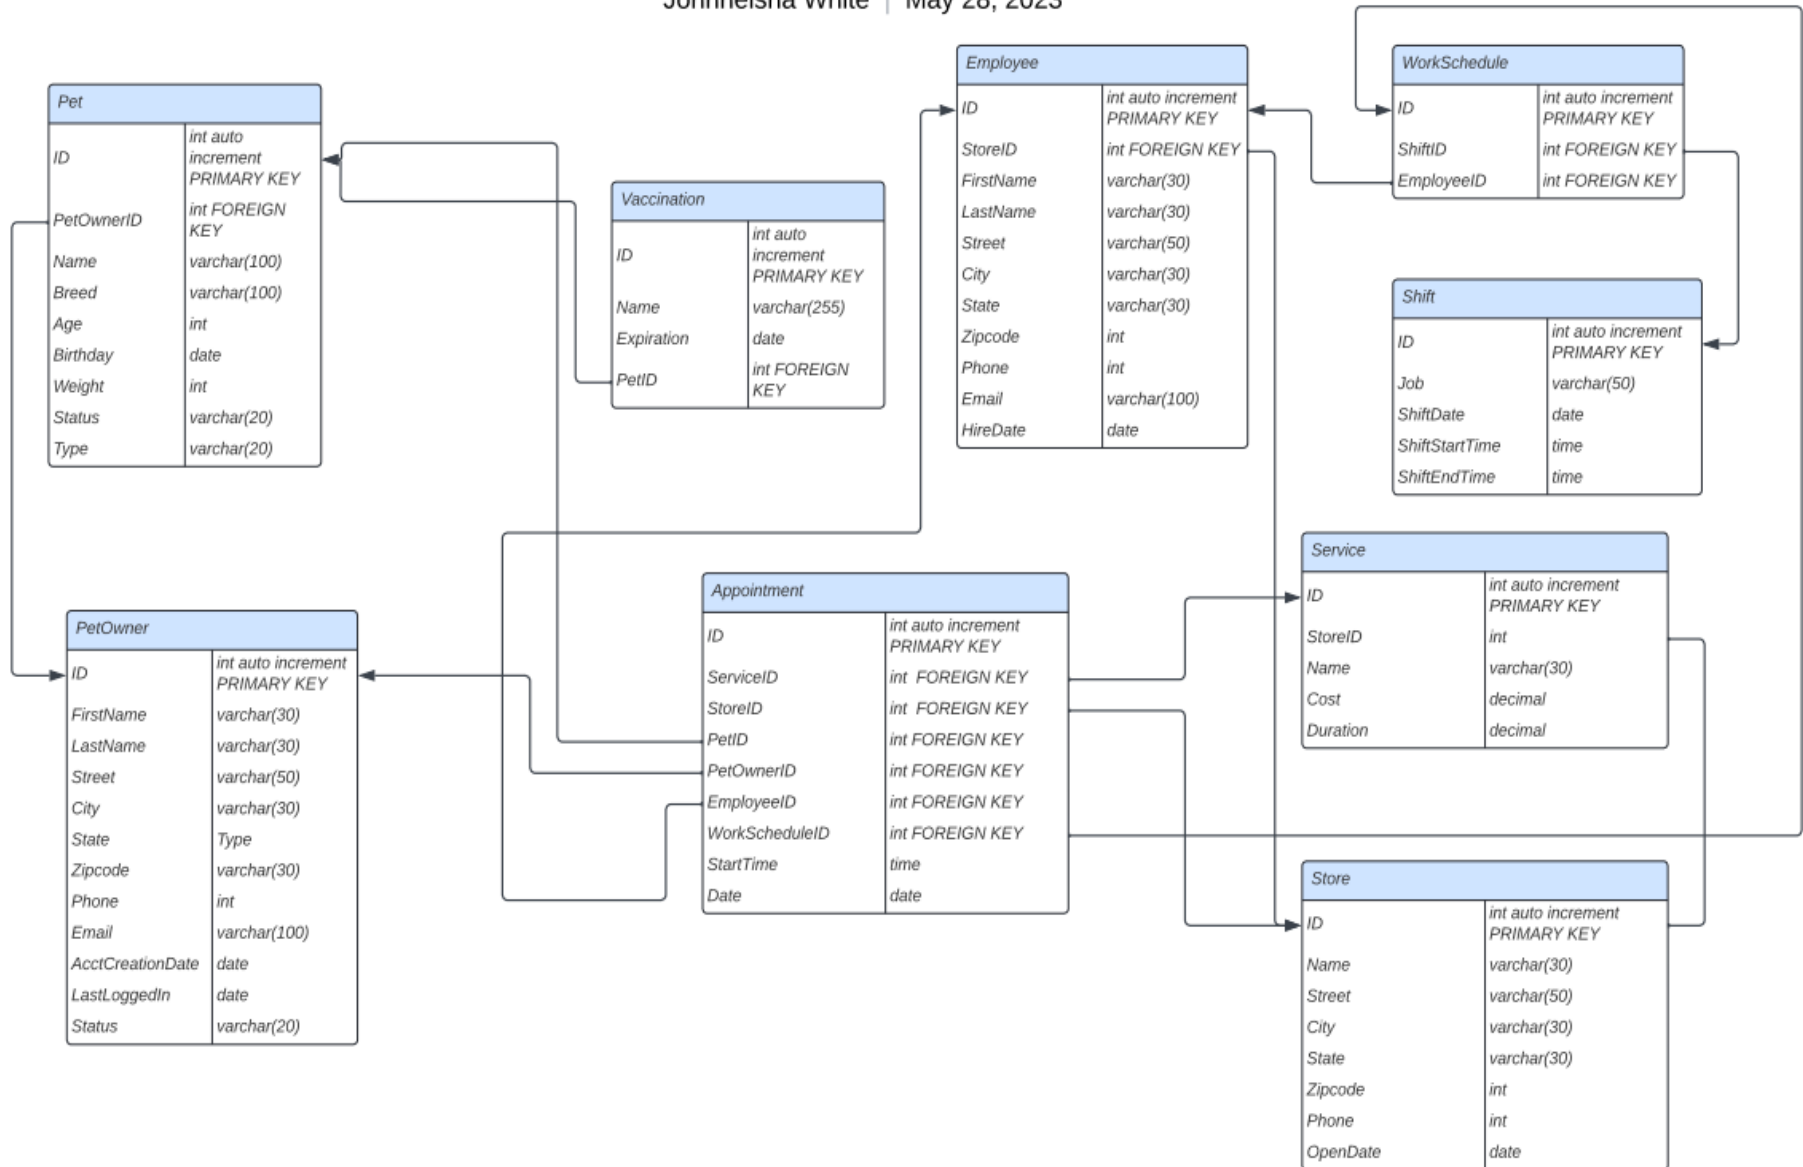 Johnneisha White | May 28, 2023
Pet
ID int auto
increment
PRIMARY KEY
PetOwnerID int FOREIGN
KEY
Name varchar(100)
Breed varchar(100)
Age int
Birthday date
Weight int
Status varchar(20)
Type varchar(20)
Vaccination
ID int auto
increment
PRIMARY KEY
Name varchar(255)
Expiration date
PetID int FOREIGN
KEY
Employee
ID int auto increment
PRIMARY KEY
StoreID int FOREIGN KEY
FirstName varchar(30)
LastName varchar(30)
Street varchar(50)
City varchar(30)
State varchar(30)
Zipcode int
Phone int
Email varchar(100)
HireDate date
WorkSchedule
ID int auto increment
PRIMARY KEY
ShiftID int FOREIGN KEY
EmployeeID int FOREIGN KEY
Shift
ID int auto increment
PRIMARY KEY
Job varchar(50)
ShiftDate date
ShiftStartTime time
ShiftEndTime time
PetOwner
ID int auto increment
PRIMARY KEY
FirstName varchar(30)
LastName varchar(30)
Street varchar(50)
City varchar(30)
State Type
Zipcode varchar(30)
Phone int
Email varchar(100)
AcctCreationDate date
LastLoggedIn date
Status varchar(20)
Appointment
ID int auto increment
PRIMARY KEY
ServiceID int FOREIGN KEY
StoreID int FOREIGN KEY
PetID int FOREIGN KEY
PetOwnerID int FOREIGN KEY
EmployeeID int FOREIGN KEY
WorkScheduleID int FOREIGN KEY
StartTime time
Date date
Service
ID int auto increment
PRIMARY KEY
StoreID int
Name varchar(30)
Cost decimal
Duration decimal
Store
ID int auto increment
PRIMARY KEY
Name varchar(30)
Street varchar(50)
City varchar(30)
State varchar(30)
Zipcode int
Phone int
OpenDate date